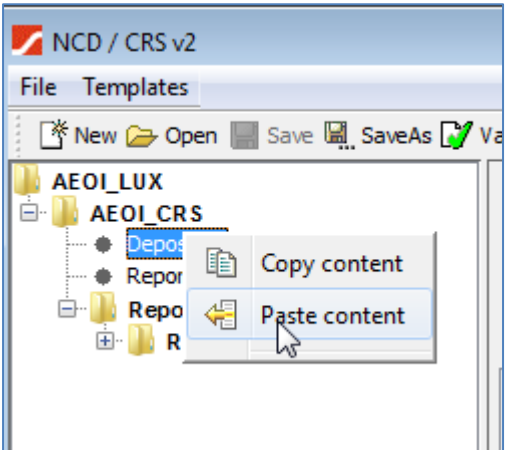 NCD / CRS v2
File Templates
New Open Save SaveAs
AEOI_LUX
AEOI_CRS
Copy content
Paste content
R